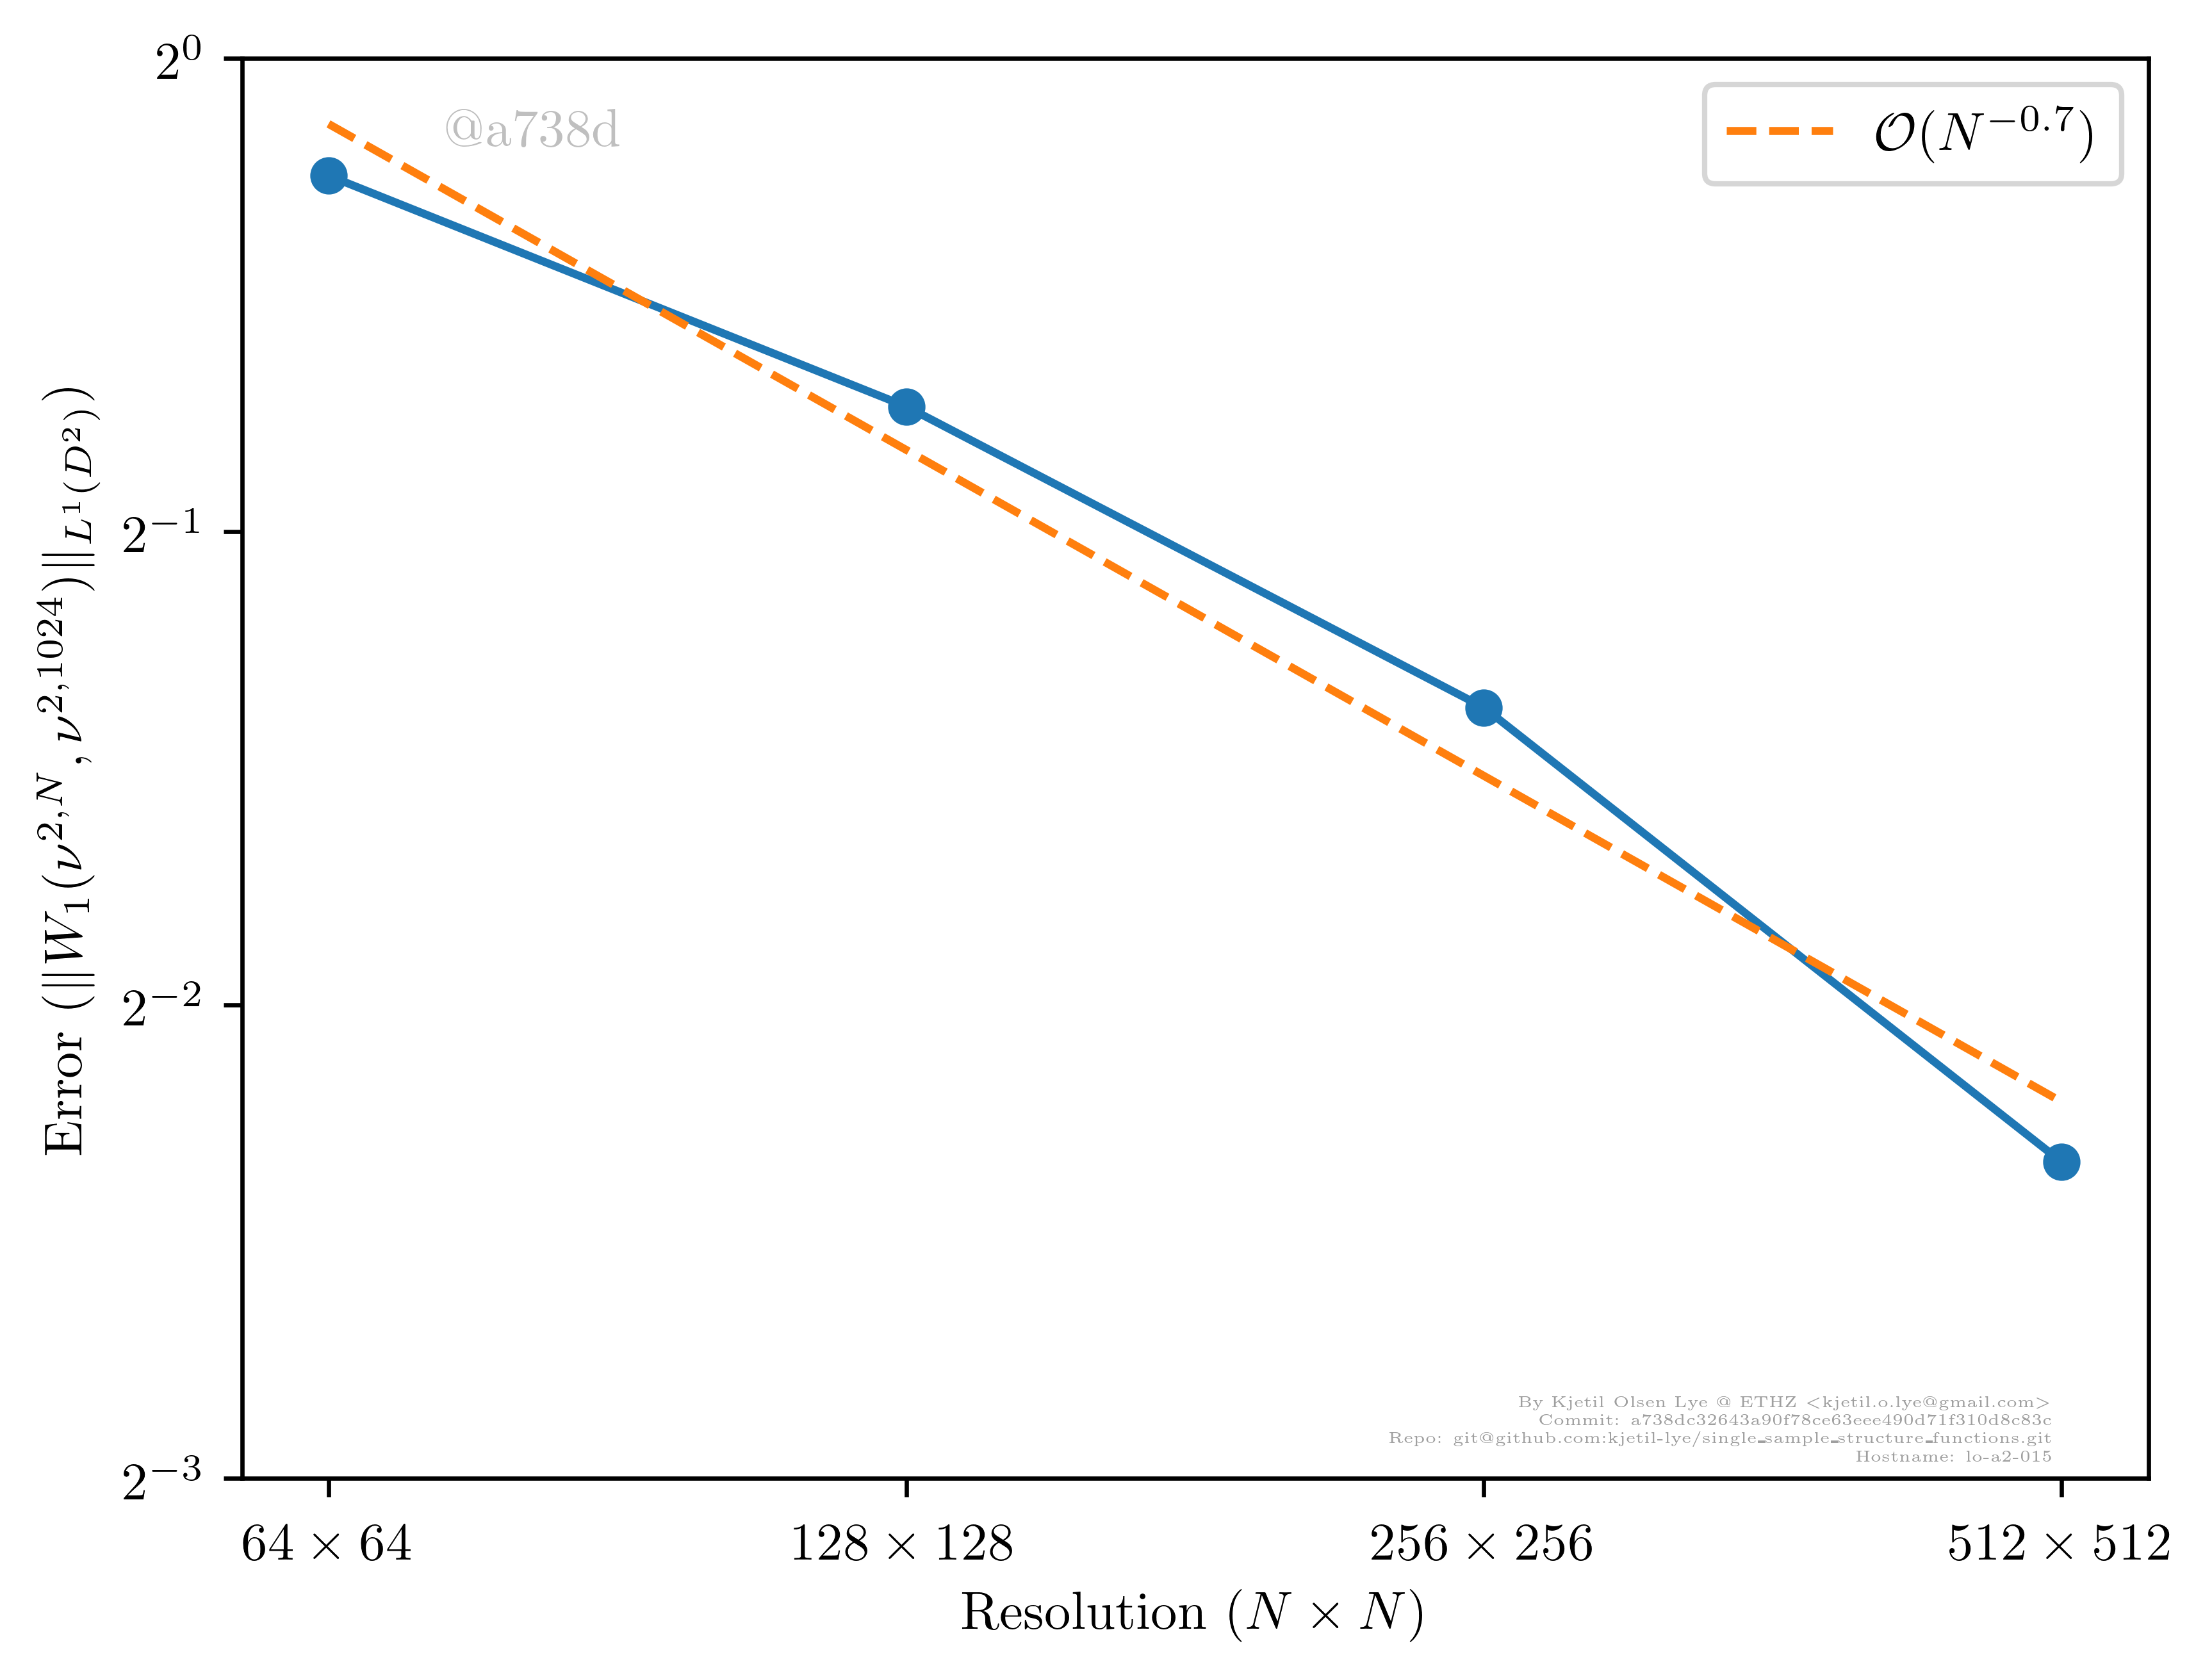 2^0
@a738d
O(N^{-0.7})
2^{-1}
2^{-2}
2^{-3}
Error (||W_1(ν^{2,N}, ν^{2,1024})||_{L^1(D^2)})
By Kjetil Olsen Lye @ ETHZ <kjetil.o.lye@gmail.com>
Commit: a738dc32643a90f78ce63eee490d71f310d8c83c
Repo: git@github.com:kjetil-lye/single_sample_structure_functions.git
Hostname: lo-a2-015
64 × 64 128 × 128 256 × 256 512 × 512
Resolution (N × N)